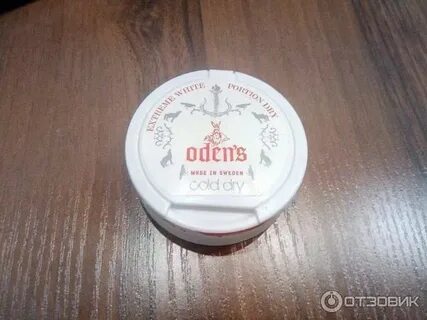 EXTREME WHITE PORTION DRY
oden's
MADE IN SWEDEN
cold dry
ОТЗОВИК